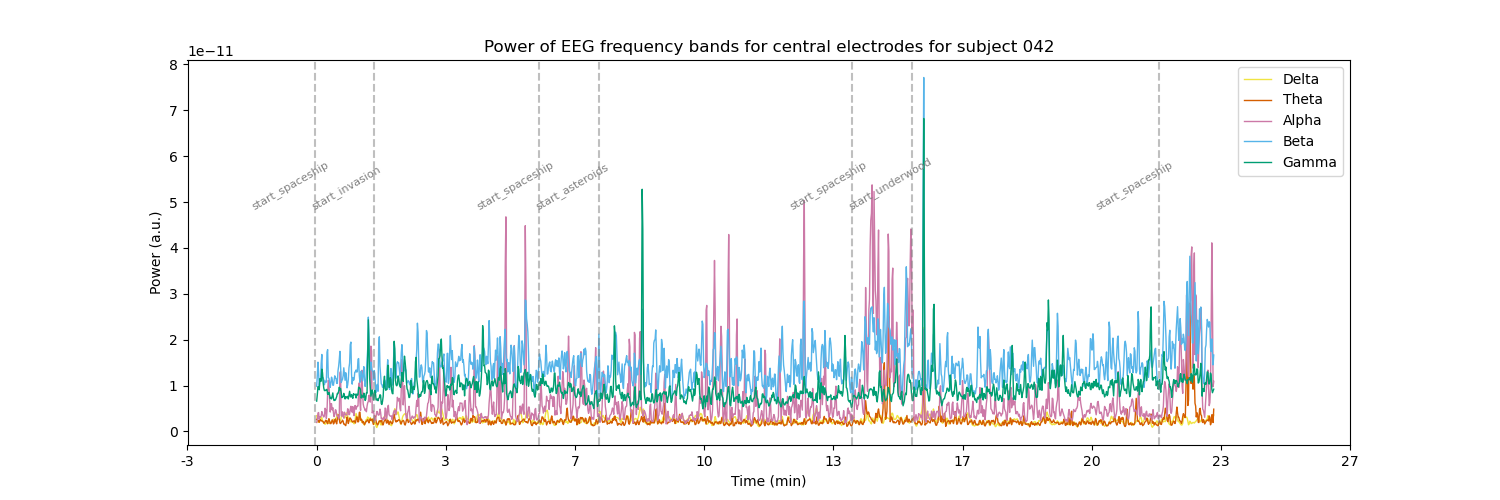 Power of EEG frequency bands for central electrodes for subject 042
1e−11
8
7
6
5
4
3
2
1
0
Power (a.u.)
start_spaceship
start_invasion
start_spaceship
start_asteroids
start_spaceship
start_underwood
start_spaceship
Delta
Theta
Alpha
Beta
Gamma
-3
0
3
7
10
13
17
20
23
27
Time (min)